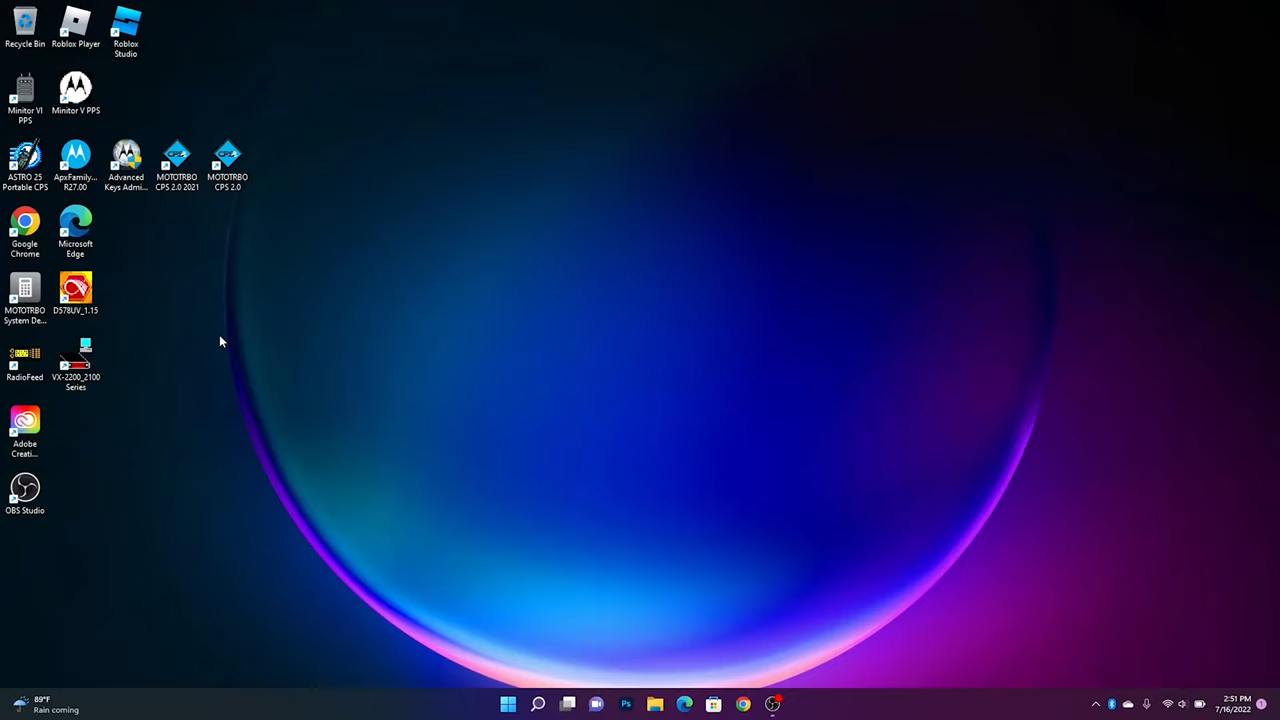 Recycle Bin
Roblox Player
Roblox
Studio
Minitor VI
PPS
Minitor V PPS
ASTRO 25
Portable CPS
ApxFamily...
R27.00
Advanced
Keys Admi...
MOTOTRBO
CPS 2.0 2021
MOTOTRBO
CPS 2.0
Google
Chrome
Microsoft
Edge
MOTOTRBO
System De...
D578UV_1.15
RadioFeed
VX-2200_2100
Series
Adobe
Creati...
OBS Studio
89°F
Rain coming
Ps
2:51 PM
7/16/2022
1